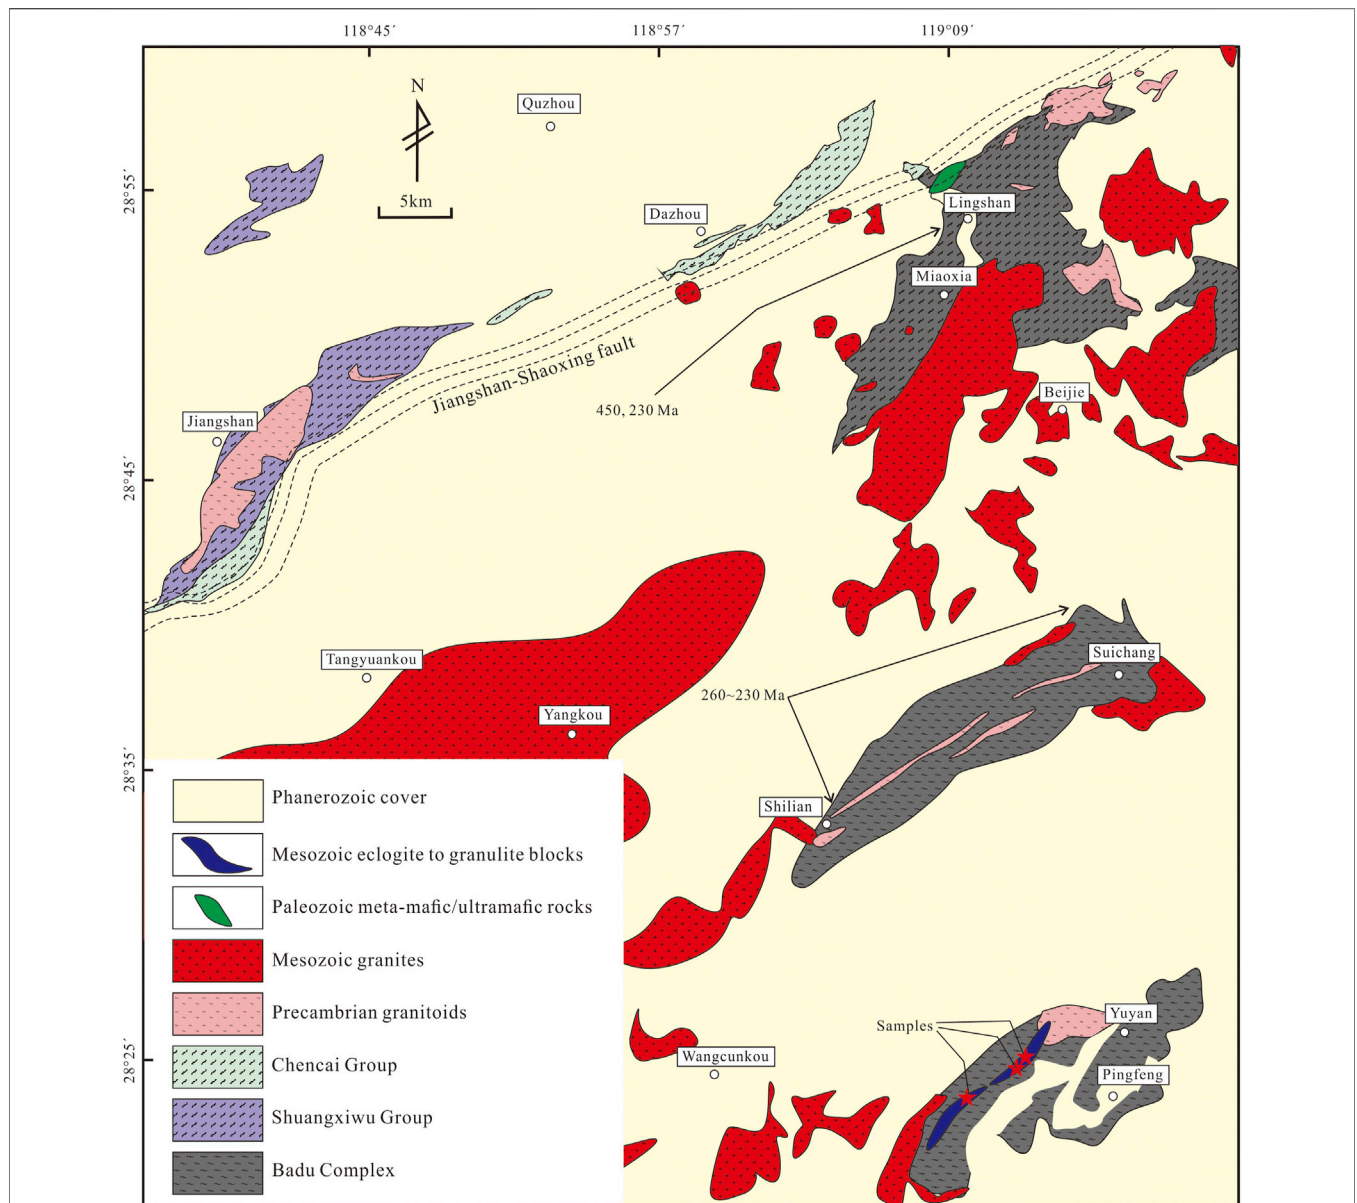 118°45´
118°57´
119°09´
N
Quzhou
5km
Dazhou
Lingshan
Miaoxia
28°55´
Jiangshan-Shaoxing fault
450, 230 Ma
Beijie
Jiangshan
28°45´
Tangyuankou
Suichang
260~230 Ma
Yangkou
28°35´
Shilian
Phanerozoic cover
Mesozoic eclogite to granulite blocks
Paleozoic meta-mafic/ultramafic rocks
Mesozoic granites
Precambrian granitoids
Chencai Group
Shuangxiwu Group
Badu Complex
28°25´
Samples
Yuyan
Wangcunkou
Pingfeng